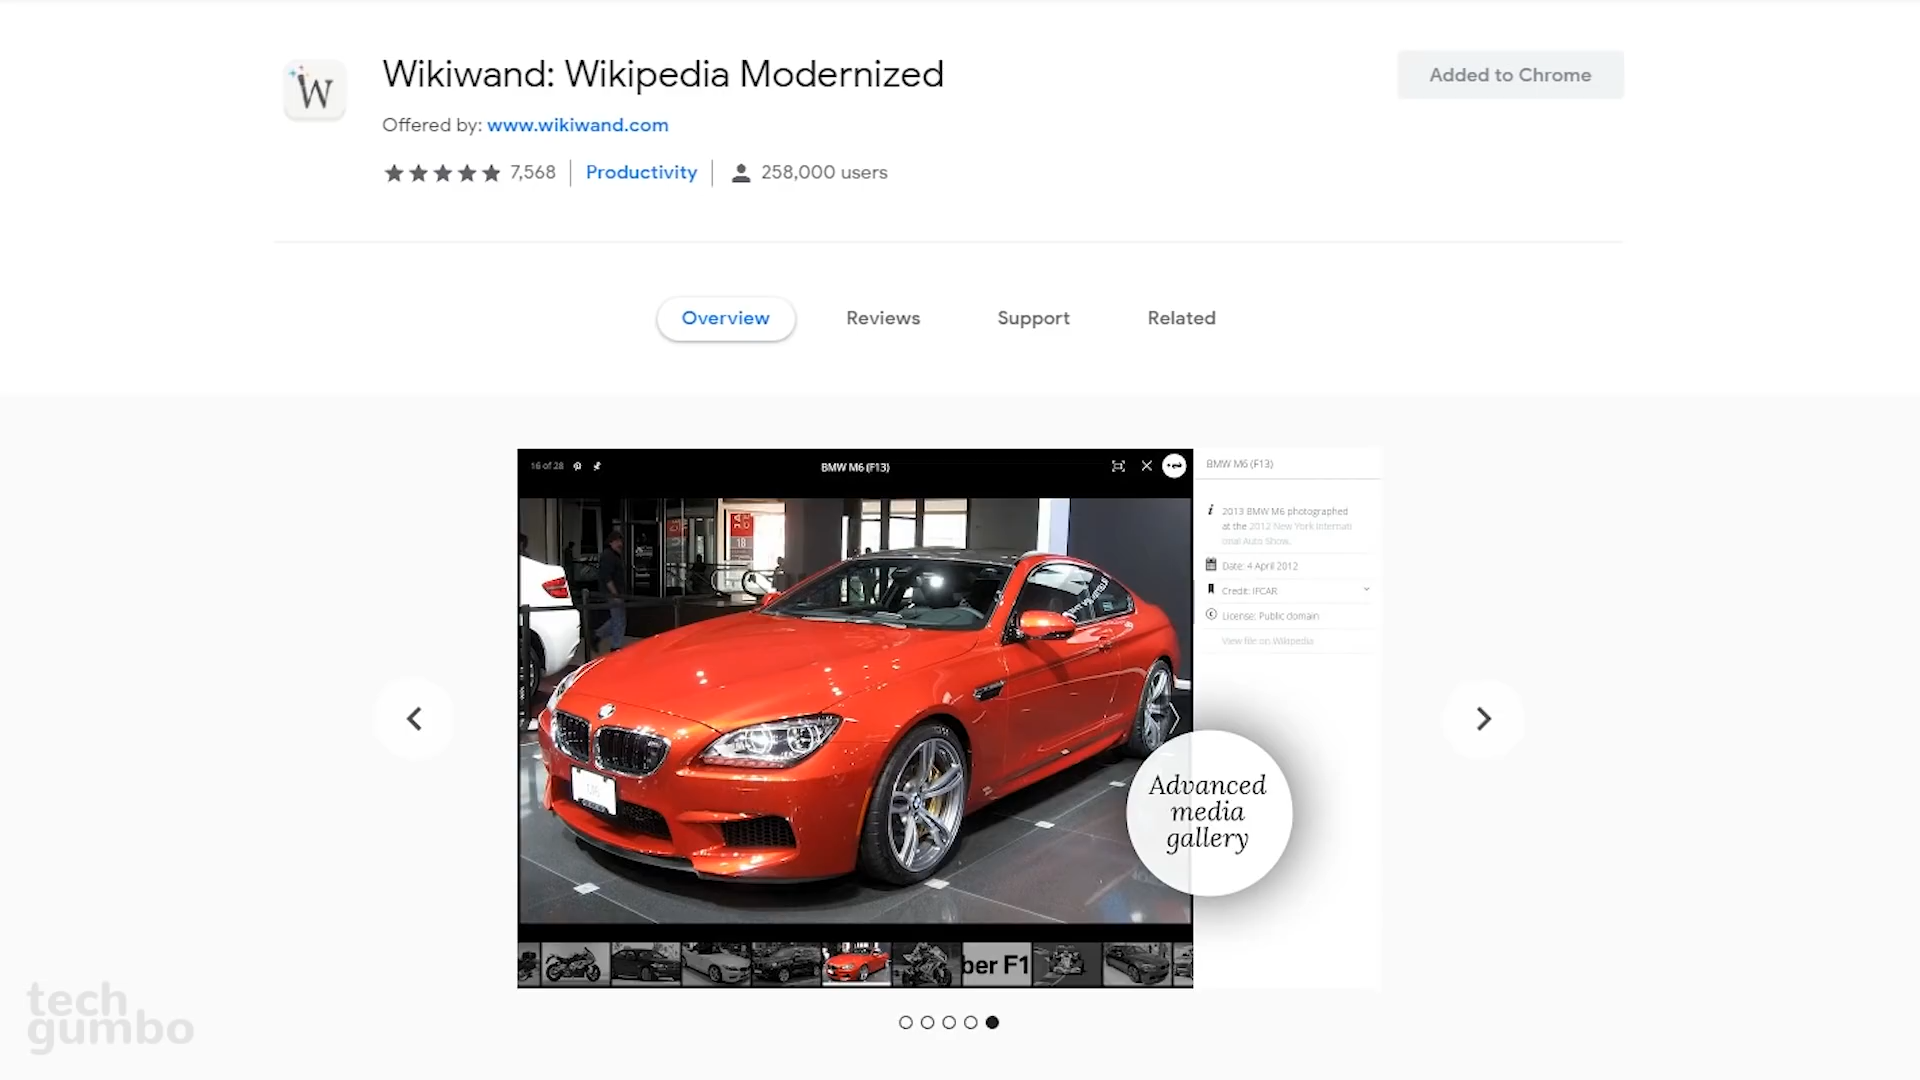 Wikiwand: Wikipedia Modernized
Added to Chrome
W
Offered by: www.wikiwand.com
7,568
Productivity
258,000 users
Overview
Reviews
Support
Related
16 of 28
BMW M6 (F13)
BMW M6 (F13)
2013 BMW M6 photographed
at the 2012 New York Internati
onal Auto Show.
Date: 4 April 2012
Credit: IFCAR
License: Public domain
View file on Wikipedia
18
Advanced
media
gallery
ber F1
tech
gumbo